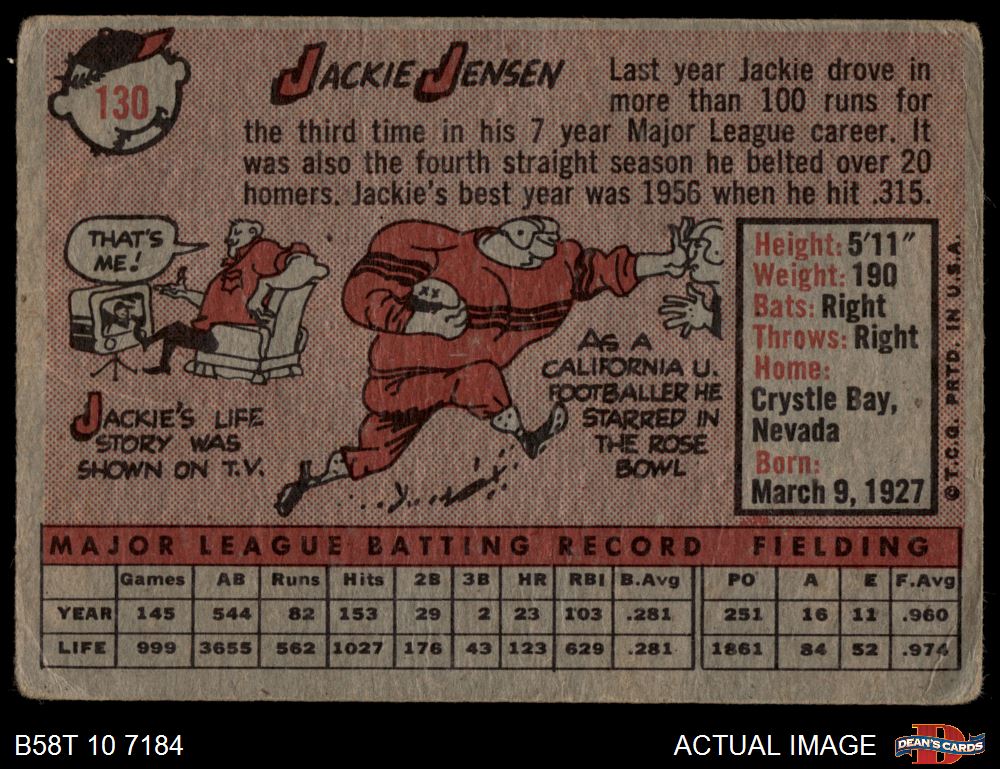 130
JACKIE JENSEN
Last year Jackie drove in
more than 100 runs for
the third time in his 7 year Major League career. It
was also the fourth straight season he belted over 20
homers. Jackie's best year was 1956 when he hit .315.
THAT'S
ME!
JACKIE'S LIFE
STORY WAS
SHOWN ON T.V.
XX
AS A
CALIFORNIA U.
FOOTBALLER HE
STARRED IN
THE ROSE
BOWL
Height: 5'11"
Weight: 190
Bats: Right
Throws: Right
Home:
Crystle Bay,
Nevada
Born:
March 9, 1927
© T.C.G. PRTD. IN U.S.A.
MAJOR LEAGUE BATTING RECORD FIELDING
Games AB Runs Hits 2B 3B HR RBI B.Avg PO A E F.Avg
YEAR 145 544 82 153 29 2 23 103 .281 251 16 11 .960
LIFE 999 3655 562 1027 176 43 123 629 .281 1861 84 52 .974
B58T 10 7184
ACTUAL IMAGE
D
DEAN'S CARDS